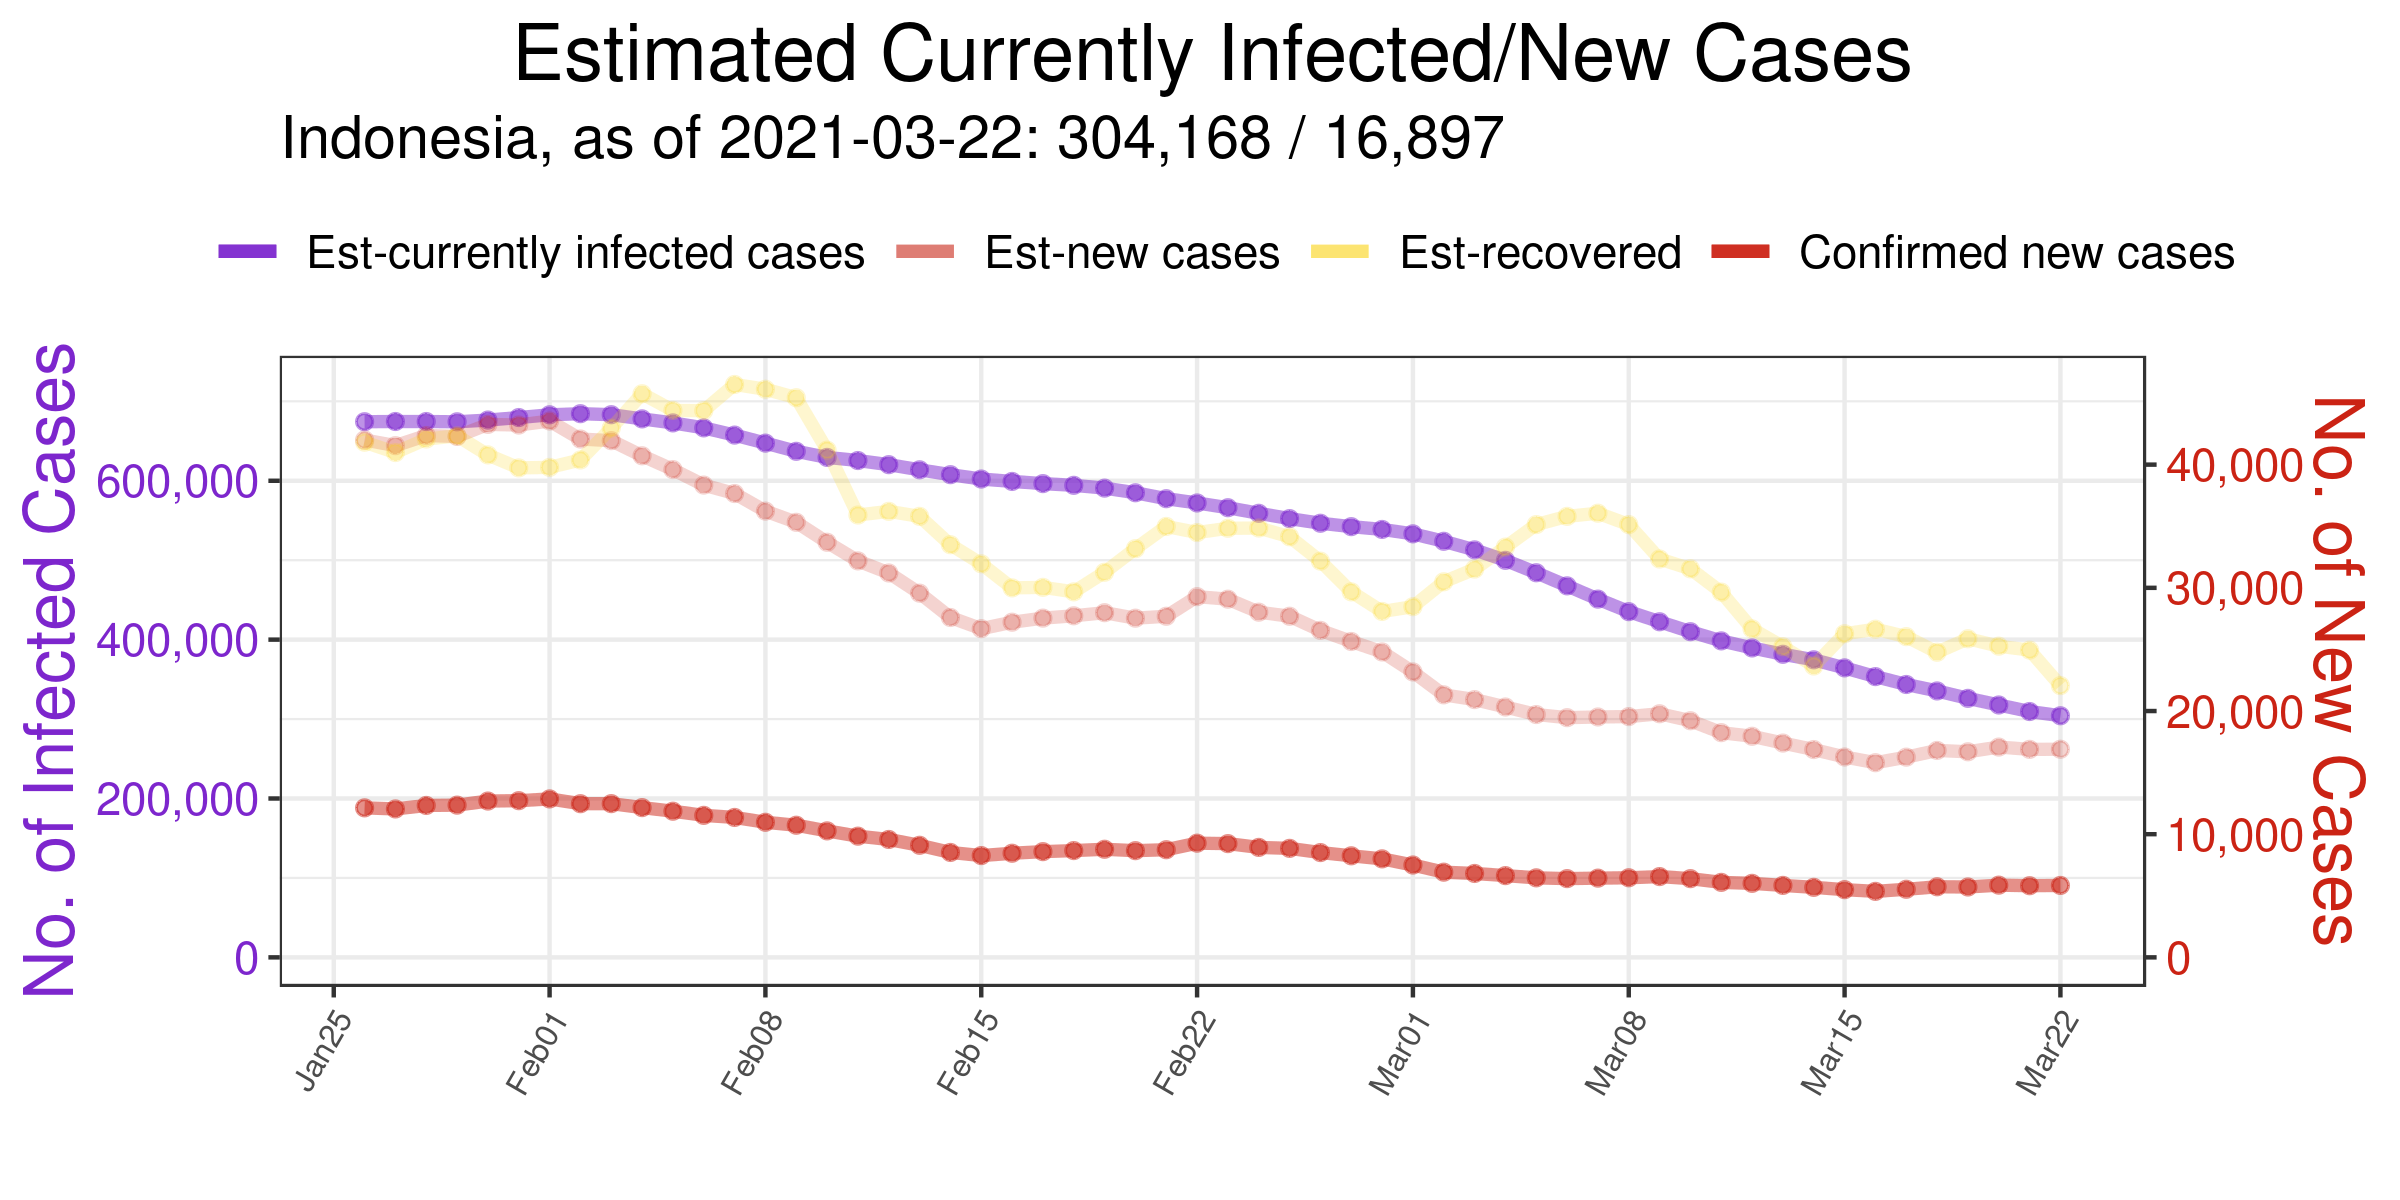 Estimated Currently Infected/New Cases
Indonesia, as of 2021-03-22: 304,168 / 16,897
Est-currently infected cases Est-new cases Est-recovered Confirmed new cases
No. of Infected Cases
600,000
400,000
200,000
0
40,000
30,000
20,000
10,000
0
No. of New Cases
Jan25 Feb01 Feb08 Feb15 Feb22 Mar01 Mar08 Mar15 Mar22